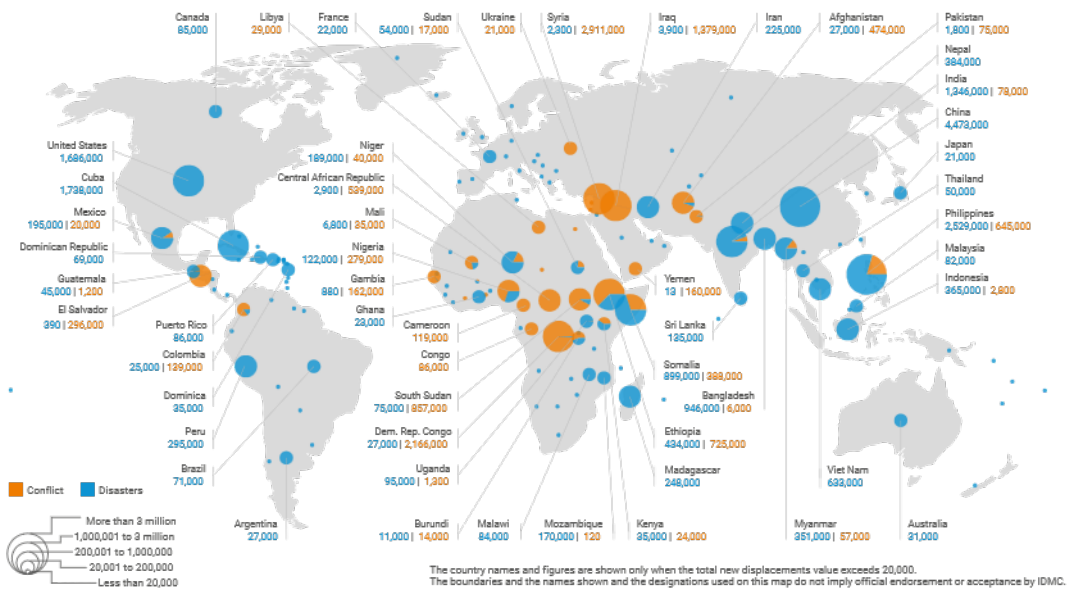 Canada
85,000
Libya
29,000
France
22,000
Sudan
54,000 | 17,000
Ukraine
21,000
Syria
2,300 | 2,911,000
Iraq
3,900 | 1,379,000
Iran
225,000
Afghanistan
27,000 | 474,000
Pakistan
1,800 | 75,000
Nepal
384,000
India
1,346,000 | 78,000
China
4,473,000
Japan
21,000
Thailand
50,000
Philippines
2,529,000 | 645,000
Malaysia
82,000
Indonesia
365,000 | 2,800
United States
1,686,000
Cuba
1,738,000
Mexico
195,000 | 20,000
Dominican Republic
69,000
Guatemala
45,000 | 1,200
El Salvador
390 | 296,000
Puerto Rico
86,000
Colombia
25,000 | 139,000
Dominica
35,000
Peru
295,000
Brazil
71,000
Argentina
27,000
Niger
189,000 | 40,000
Central African Republic
2,900 | 539,000
Mali
6,800 | 35,000
Nigeria
122,000 | 279,000
Gambia
880 | 162,000
Ghana
23,000
Cameroon
119,000
Congo
86,000
South Sudan
75,000 | 857,000
Dem. Rep. Congo
27,000 | 2,166,000
Uganda
95,000 | 1,300
Burundi
11,000 | 14,000
Malawi
84,000
Mozambique
170,000 | 120
Kenya
35,000 | 24,000
Yemen
13 | 160,000
Sri Lanka
135,000
Somalia
899,000 | 388,000
Bangladesh
946,000 | 6,000
Ethiopia
434,000 | 725,000
Madagascar
248,000
Viet Nam
633,000
Myanmar
351,000 | 57,000
Australia
31,000
Conflict
Disasters
More than 3 million
1,000,001 to 3 million
200,001 to 1,000,000
20,001 to 200,000
Less than 20,000
The country names and figures are shown only when the total new displacements value exceeds 20,000.
The boundaries and the names shown and the designations used on this map do not imply official endorsement or acceptance by IDMC.